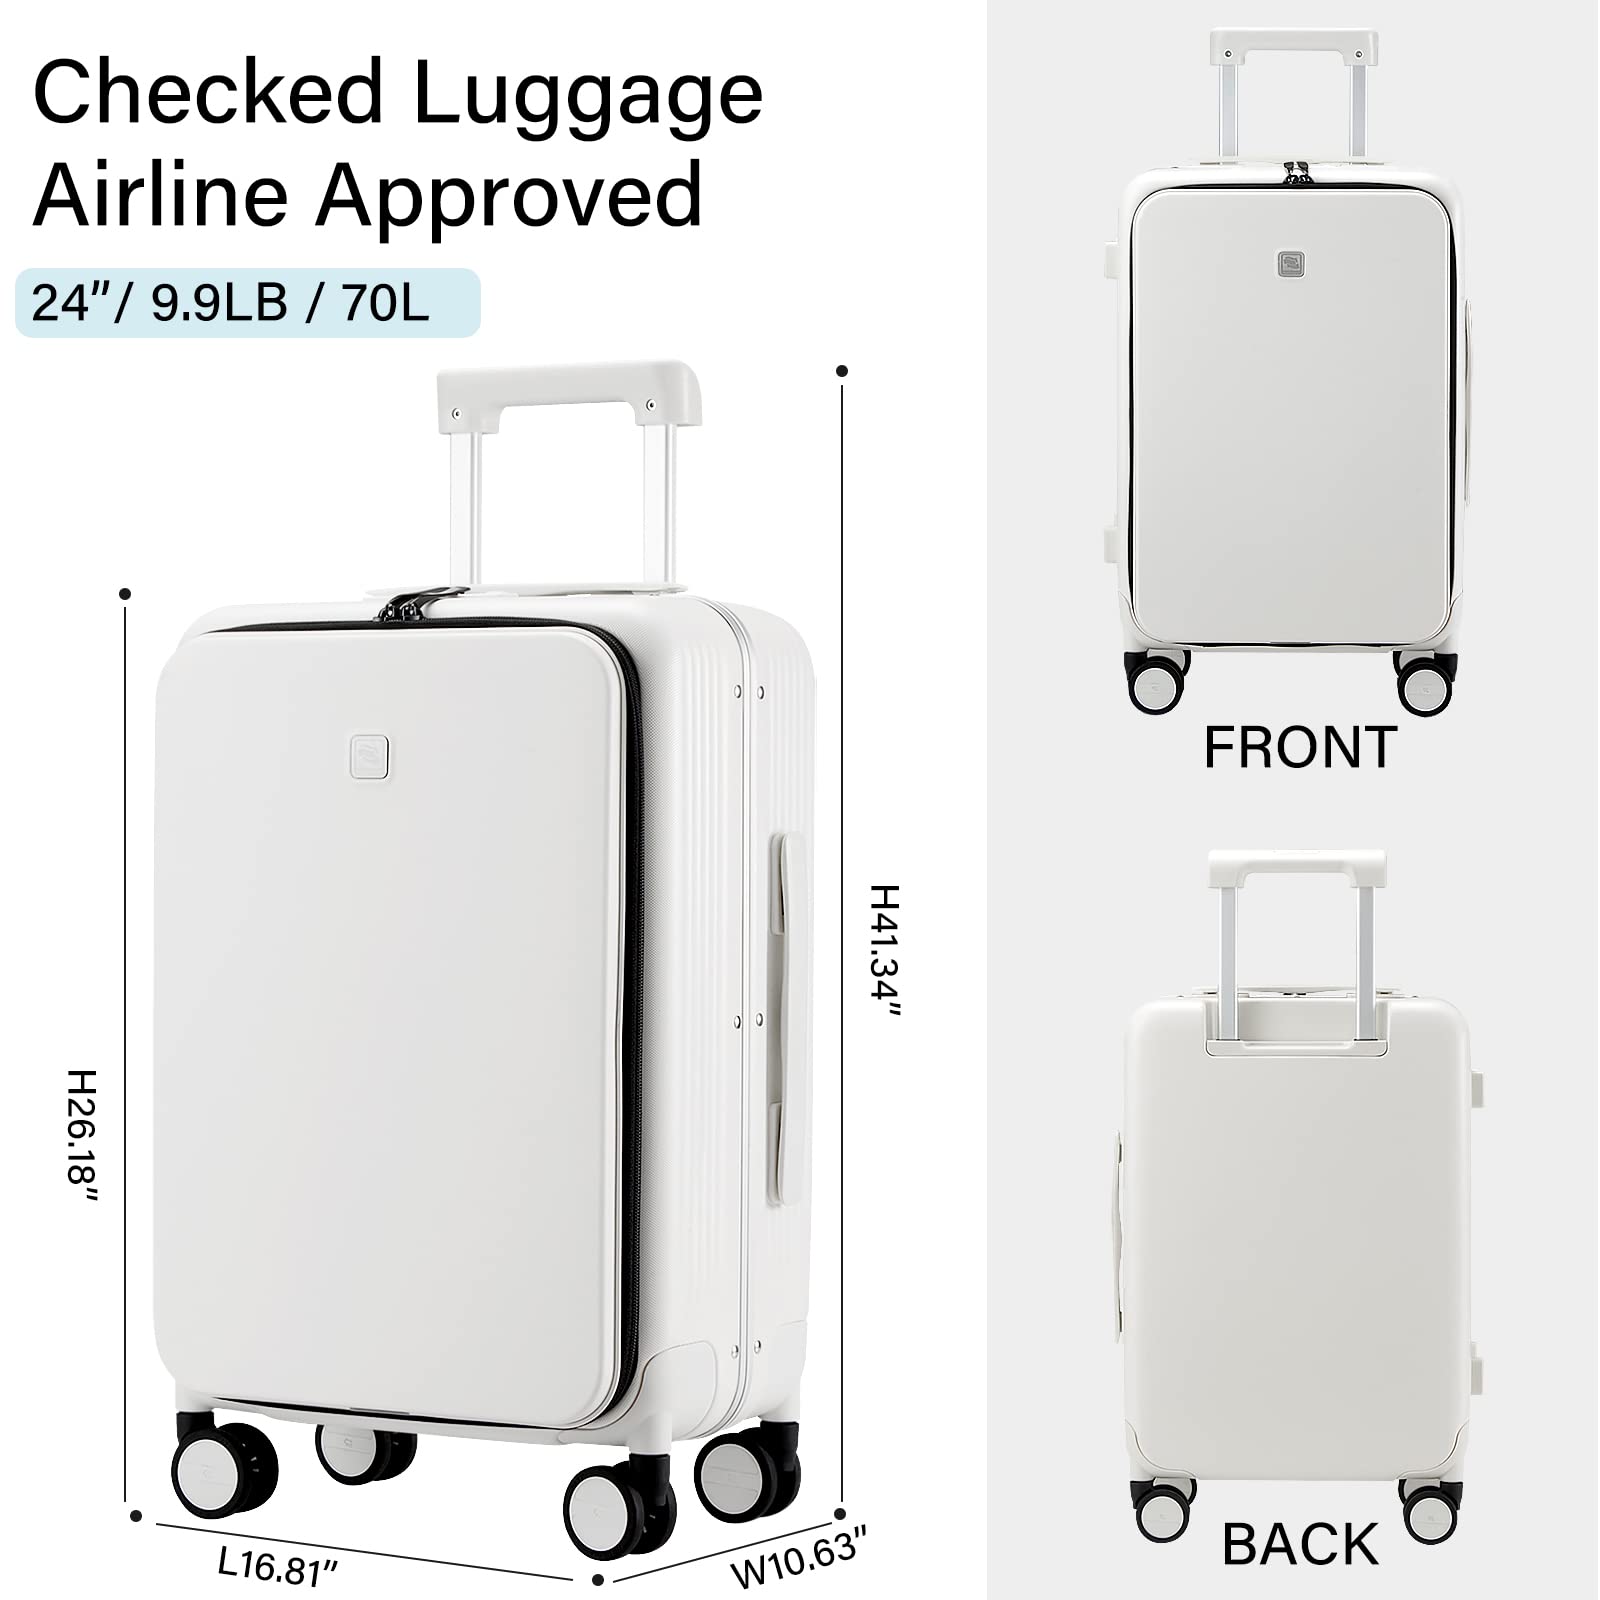 Checked Luggage
Airline Approved
24"/ 9.9LB / 70L
H26.18"
H41.34"
L16.81"
W10.63"
FRONT
BACK